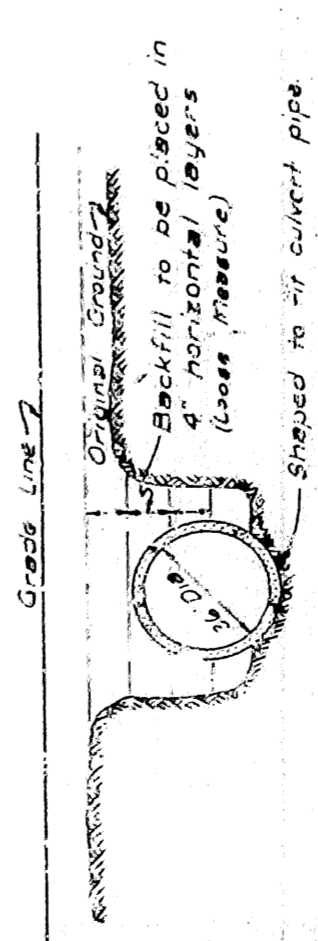 Grade Line
Original Ground
Backfill to be placed in
4" horizontal layers
(Loose Measure)
36 Dia
Shaped to fit culvert pipe.